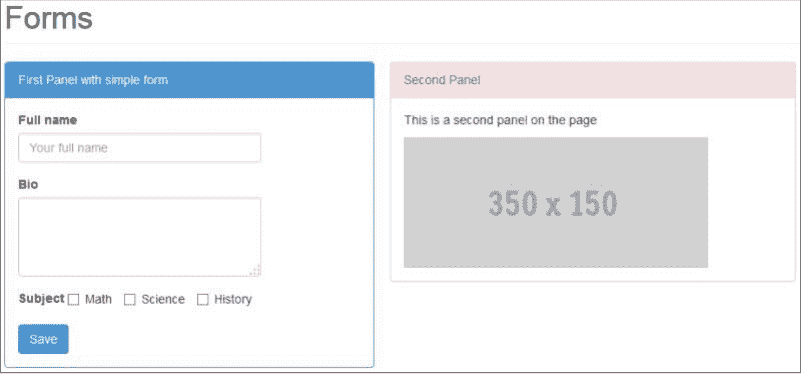 Forms
First Panel with simple form
Full name
Your full name
Bio
Subject Math Science History
Save
Second Panel
This is a second panel on the page
350 x 150